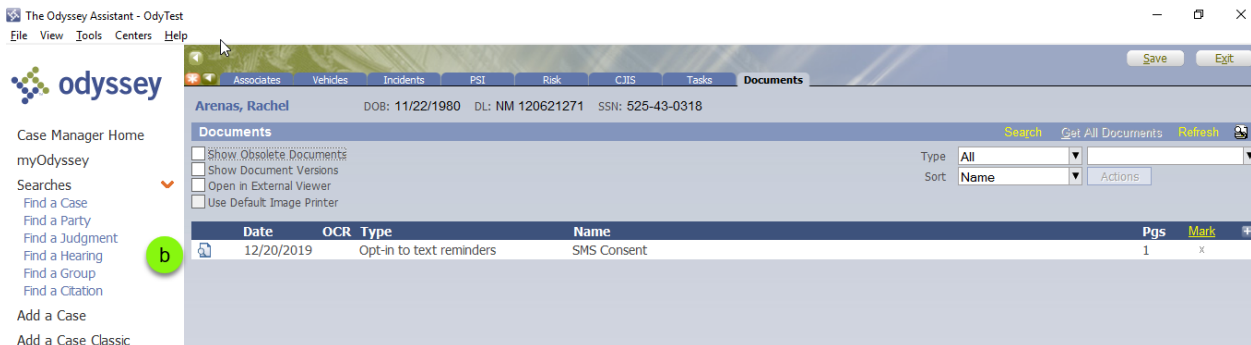 The Odyssey Assistant - OdyTest
File View Tools Centers Help
odyssey
Save Exit
Associates Vehicles Incidents PSI Risk CJIS Tasks Documents
Arenas, Rachel DOB: 11/22/1980 DL: NM 120621271 SSN: 525-43-0318
Case Manager Home
myOdyssey
Searches
Find a Case
Find a Party
Find a Judgment
Find a Hearing
Find a Group
Find a Citation
Add a Case
Add a Case Classic
Documents Search Get All Documents Refresh
Show Obsolete Documents
Show Document Versions
Open in External Viewer
Use Default Image Printer
Type All
Sort Name Actions
Date OCR Type Name Pgs Mark
b
12/20/2019 Opt-in to text reminders SMS Consent 1 x